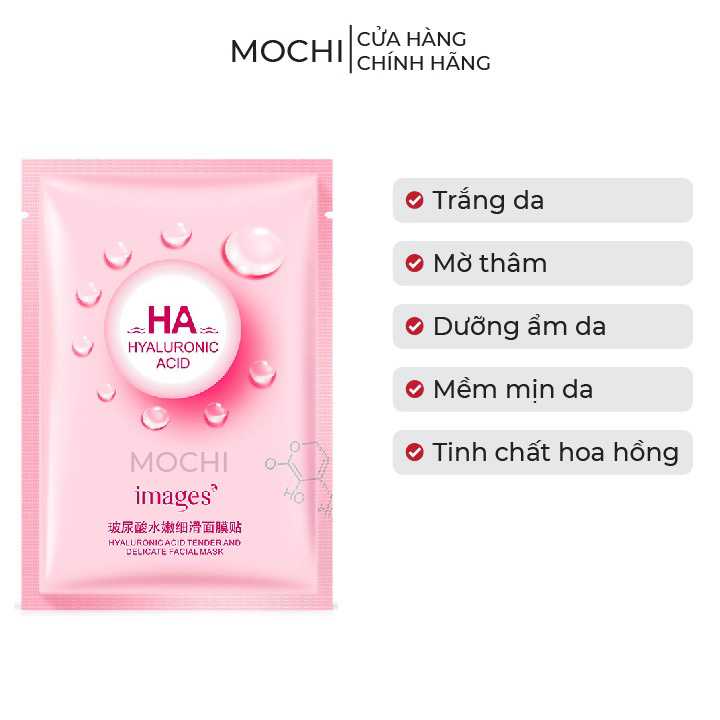 MOCHI
CỬA HÀNG
CHÍNH HÃNG
HA
HYALURONIC
ACID
MOCHI
images
玻尿酸水嫩细滑面膜贴
HYALURONIC ACID TENDER AND
DELICATE FACIAL MASK
O
O
HO
Trắng da
Mờ thâm
Dưỡng ẩm da
Mềm mịn da
Tinh chất hoa hồng